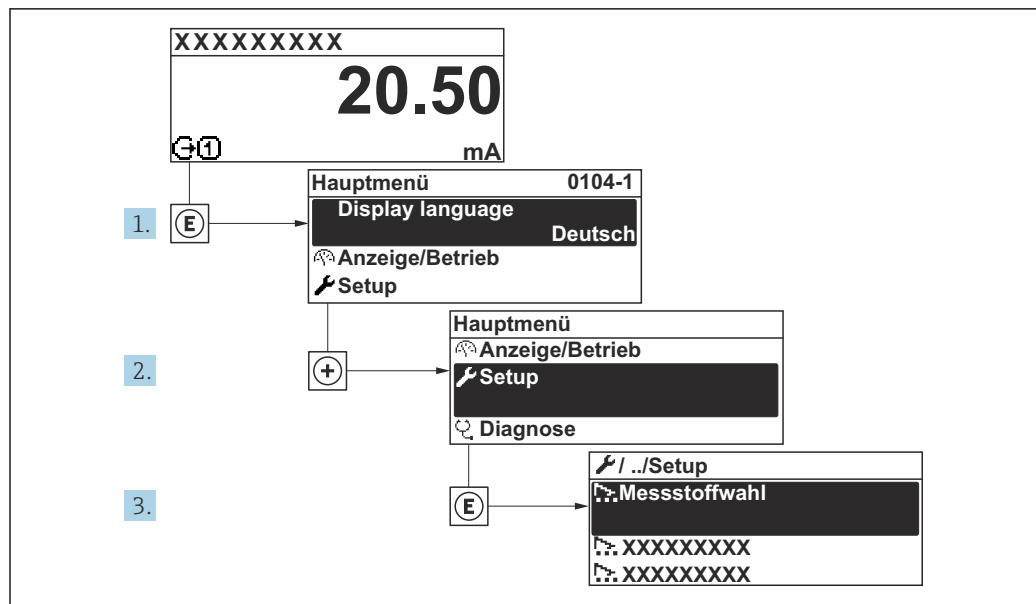 XXXXXXXXX
20.50
1 mA
Hauptmenü 0104-1
1. E Display language
Deutsch
Anzeige/Betrieb
Setup
Hauptmenü
2. + Anzeige/Betrieb
Setup
Diagnose
/ ../Setup
3. E Messstoffwahl
XXXXXXXXX
XXXXXXXXX